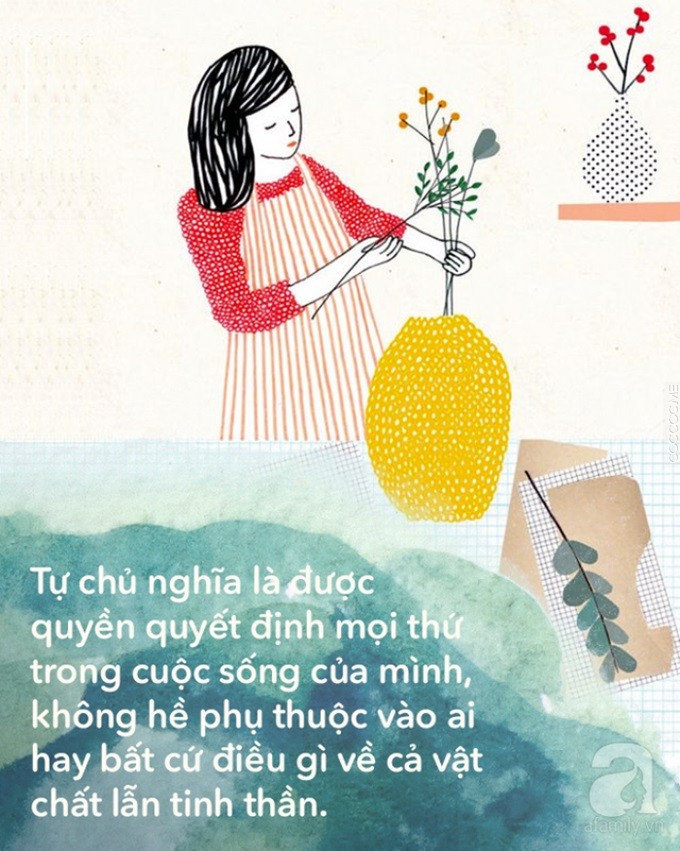 Tự chủ nghĩa là được
quyền quyết định mọi thứ
trong cuộc sống của mình,
không hề phụ thuộc vào ai
hay bất cứ điều gì về cả vật
chất lẫn tinh thần.
a
afamily.vn